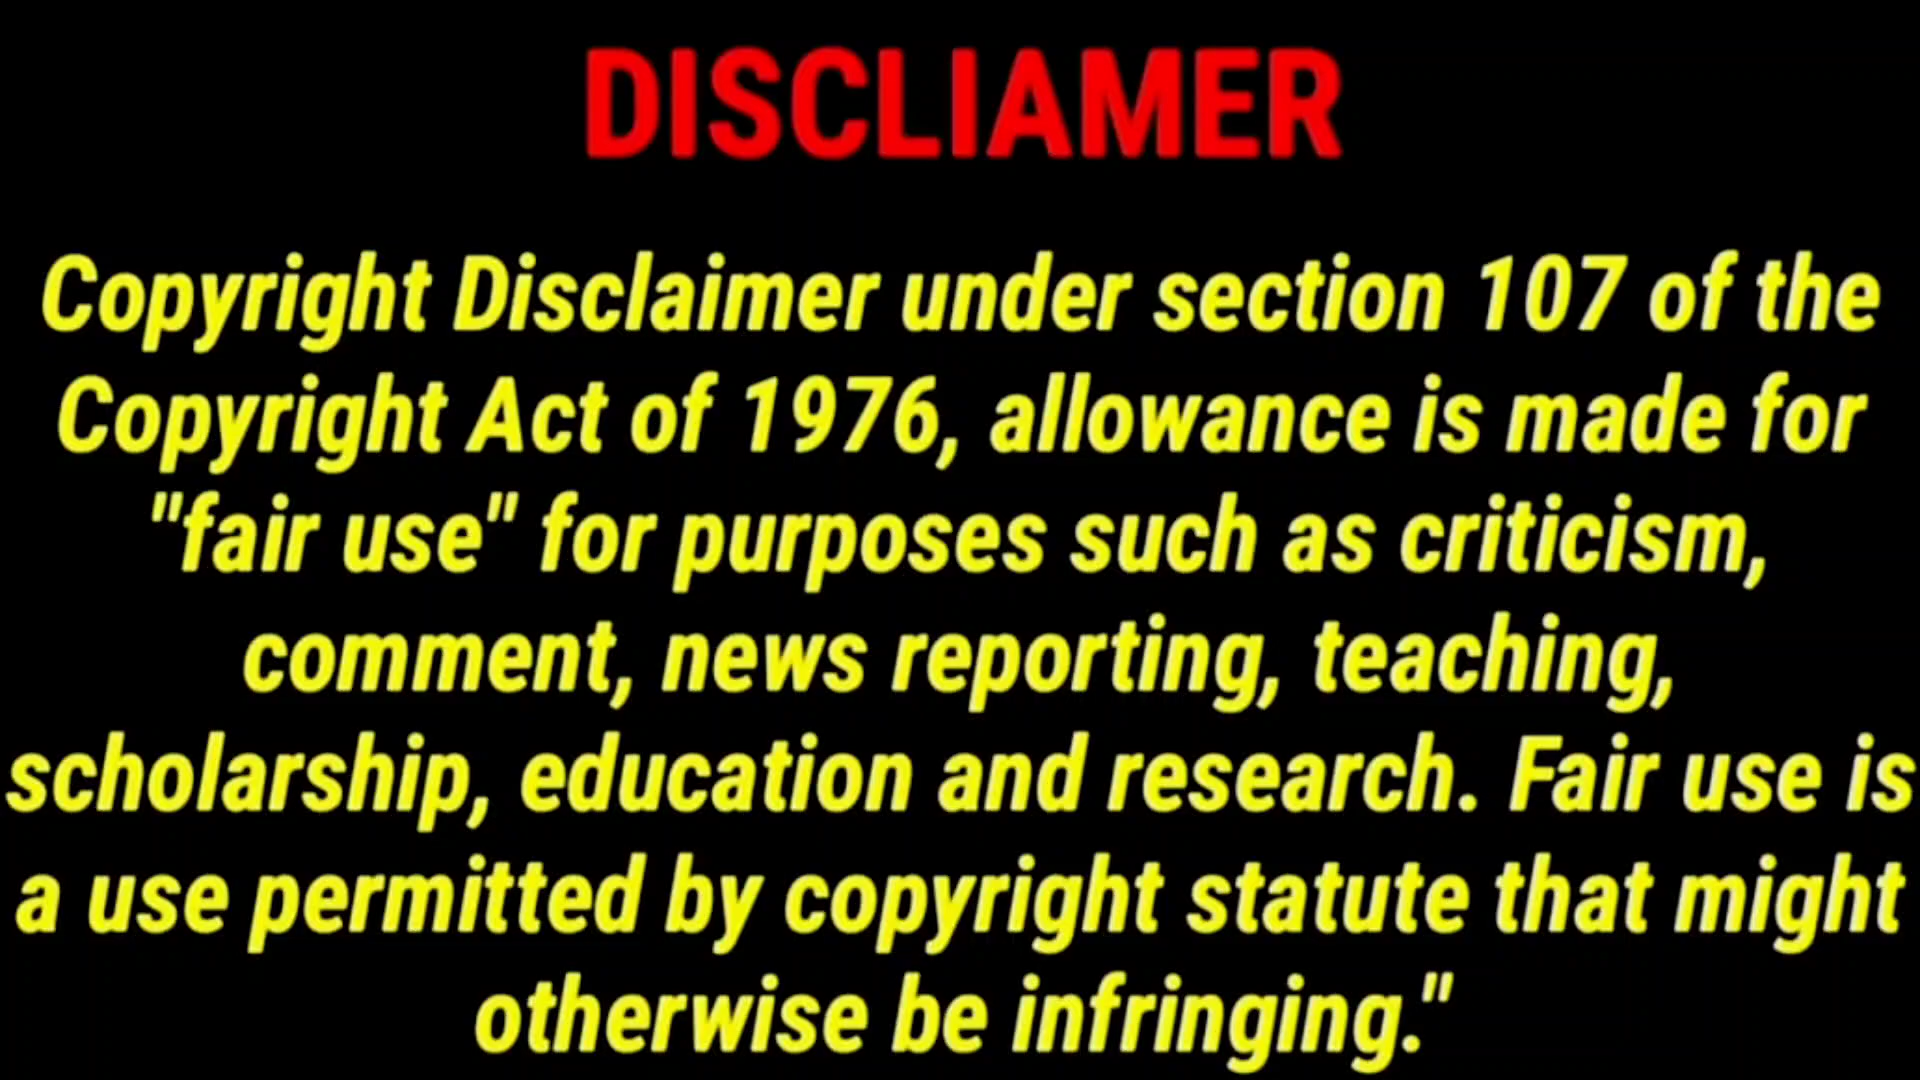 DISCLIAMER
Copyright Disclaimer under section 107 of the
Copyright Act of 1976, allowance is made for
"fair use" for purposes such as criticism,
comment, news reporting, teaching,
scholarship, education and research. Fair use is
a use permitted by copyright statute that might
otherwise be infringing."